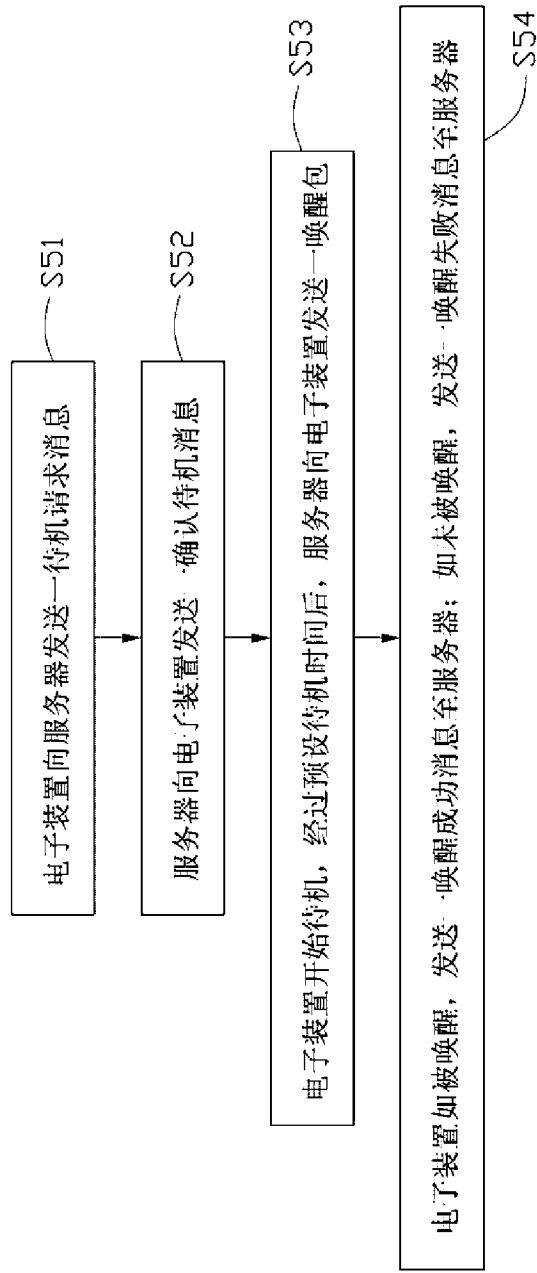 S51
电子装置向服务器发送一待机请求消息
S52
服务器向电子装置发送一确认待机消息
S53
电子装置开始待机，经过预设待机时间后，服务器向电子装置发送一唤醒包
S54
电子装置如被唤醒，发送一唤醒成功消息至服务器；如未被唤醒，发送一唤醒失败消息至服务器